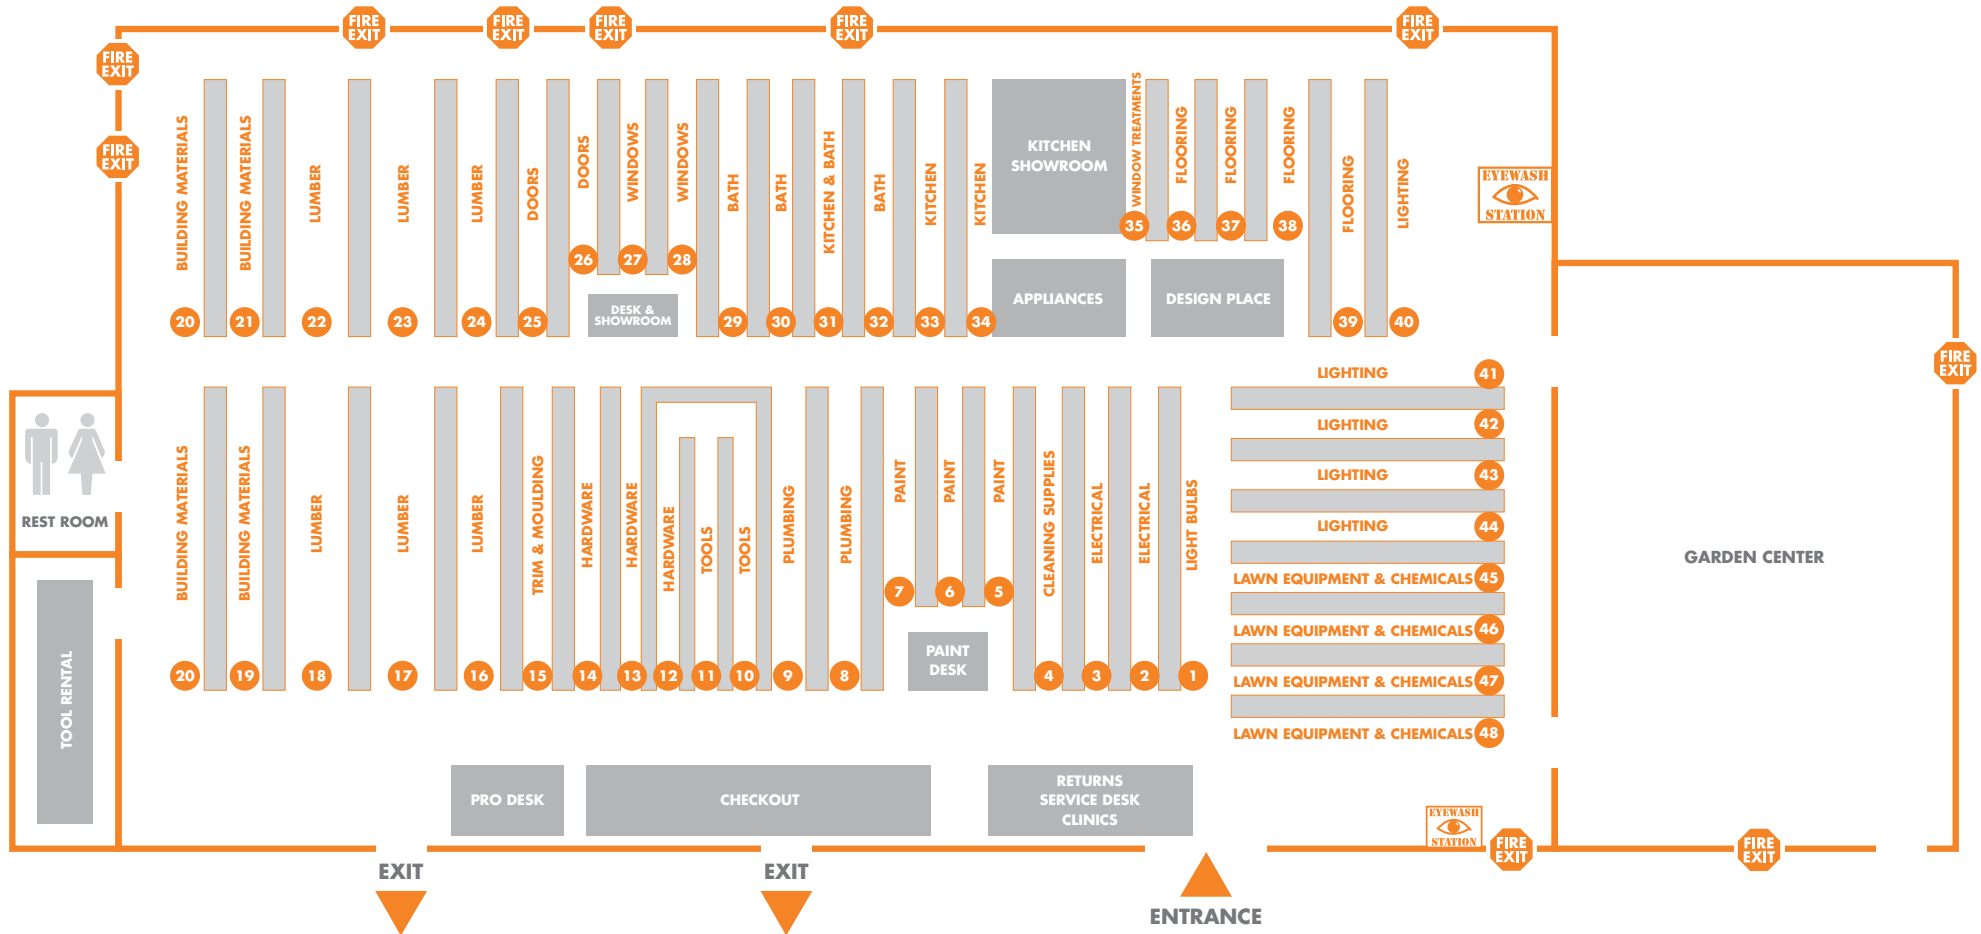 FIRE
EXIT
FIRE
EXIT
FIRE
EXIT
FIRE
EXIT
FIRE
EXIT
FIRE
EXIT
FIRE
EXIT
BUILDING MATERIALS
BUILDING MATERIALS
LUMBER
LUMBER
LUMBER
DOORS
DOORS
WINDOWS
WINDOWS
BATH
BATH
KITCHEN & BATH
BATH
KITCHEN
KITCHEN
KITCHEN
SHOWROOM
WINDOW TREATMENTS
FLOORING
FLOORING
FLOORING
FLOORING
LIGHTING
EYEWASH
STATION
35
36
37
38
26
27
28
DESK &
SHOWROOM
APPLIANCES
DESIGN PLACE
20
21
22
23
24
25
29
30
31
32
33
34
39
40
FIRE
EXIT
LIGHTING
41
LIGHTING
42
LIGHTING
43
LIGHTING
44
LAWN EQUIPMENT & CHEMICALS
45
LAWN EQUIPMENT & CHEMICALS
46
LAWN EQUIPMENT & CHEMICALS
47
LAWN EQUIPMENT & CHEMICALS
48
GARDEN CENTER
REST ROOM
TOOL RENTAL
BUILDING MATERIALS
BUILDING MATERIALS
LUMBER
LUMBER
LUMBER
TRIM & MOULDING
HARDWARE
HARDWARE
HARDWARE
TOOLS
TOOLS
PLUMBING
PLUMBING
PAINT
PAINT
PAINT
CLEANING SUPPLIES
ELECTRICAL
ELECTRICAL
LIGHT BULBS
7
6
5
PAINT
DESK
20
19
18
17
16
15
14
13
12
11
10
9
8
4
3
2
1
PRO DESK
CHECKOUT
RETURNS
SERVICE DESK
CLINICS
EYEWASH
STATION
FIRE
EXIT
FIRE
EXIT
EXIT
EXIT
ENTRANCE